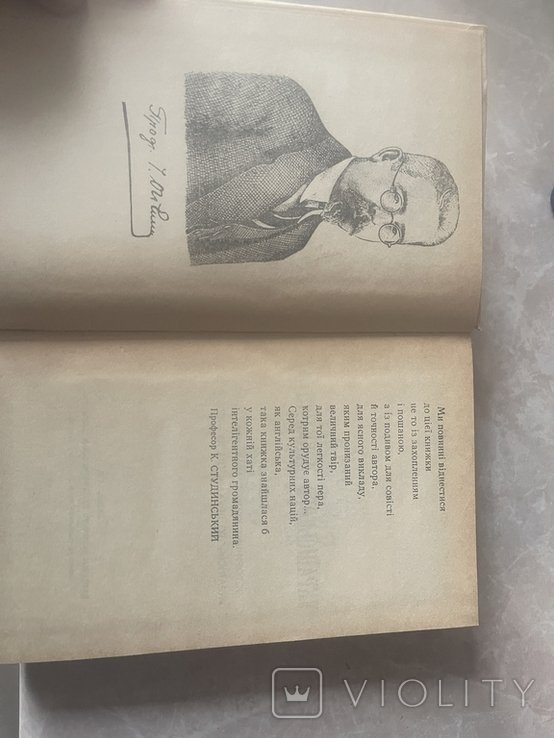 Проф. І. Огієнко
Ми повинні віднестися
до цієї книжки
не то із захопленням
і пошаною,
а із подивом для совісті
й точности автора,
для ясного викладу,
яким пронизаний
величний твір,
для тої легкости пера,
котрим орудує автор...
Серед культурних націй,
як англійська,
така книжка знайшлася б
у кожній хаті
інтелігентного громадянина.
Професор К. СТУДИНСЬКИЙ
VIOLITY